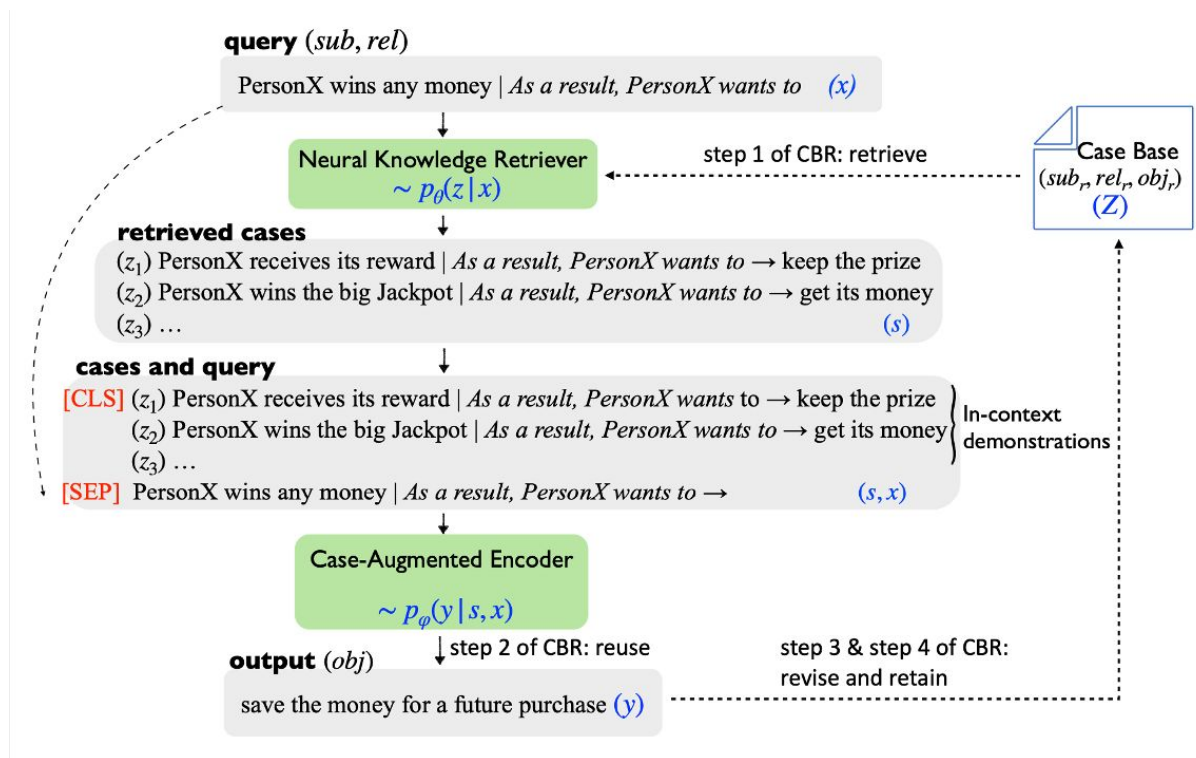 query (sub, rel)
PersonX wins any money | As a result, PersonX wants to (x)
Neural Knowledge Retriever
∼ pθ(z|x)
step 1 of CBR: retrieve
Case Base
(subr, relr, objr)
(Z)
retrieved cases
(z1) PersonX receives its reward | As a result, PersonX wants to → keep the prize
(z2) PersonX wins the big Jackpot | As a result, PersonX wants to → get its money
(z3) … (s)
cases and query
[CLS] (z1) PersonX receives its reward | As a result, PersonX wants to → keep the prize
(z2) PersonX wins the big Jackpot | As a result, PersonX wants to → get its money
(z3) …
[SEP] PersonX wins any money | As a result, PersonX wants to → (s, x)
In-context
demonstrations
Case-Augmented Encoder
∼ pφ(y|s, x)
step 2 of CBR: reuse
output (obj)
save the money for a future purchase (y)
step 3 & step 4 of CBR:
revise and retain